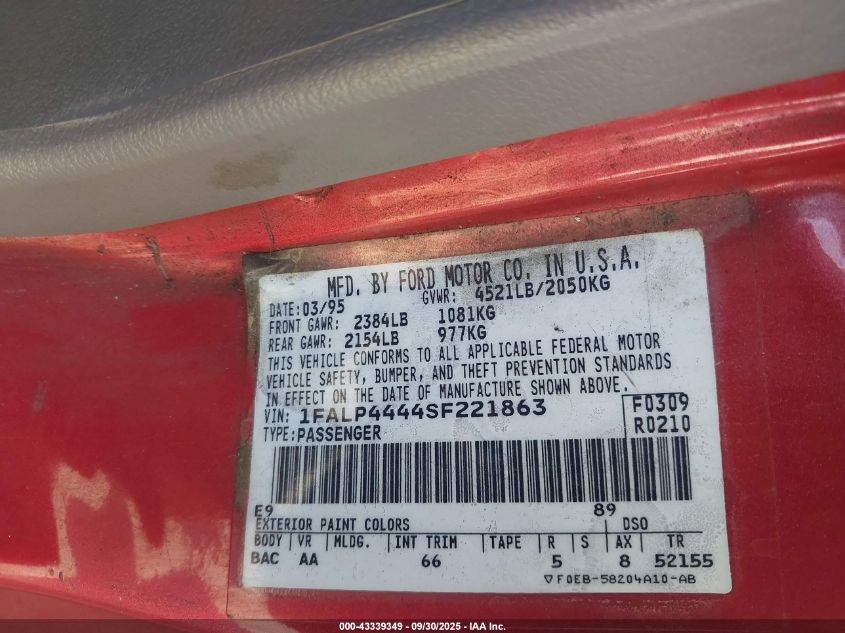 MFD. BY FORD MOTOR CO. IN U.S.A.
DATE: 03/95 GVWR: 4521LB/2050KG
FRONT GAWR: 2384LB 1081KG
REAR GAWR: 2154LB 977KG
THIS VEHICLE CONFORMS TO ALL APPLICABLE FEDERAL MOTOR
VEHICLE SAFETY, BUMPER, AND THEFT PREVENTION STANDARDS
IN EFFECT ON THE DATE OF MANUFACTURE SHOWN ABOVE.
VIN: 1FALP4444SF221863 F0309
TYPE: PASSENGER R0210
E9 89
EXTERIOR PAINT COLORS DSO
BODY VR MLDG. INT TRIM TAPE R S AX TR
BAC AA 66 5 8 52155
▽ F0EB-58204A10-AB
000-43339349 - 09/30/2025 - IAA Inc.